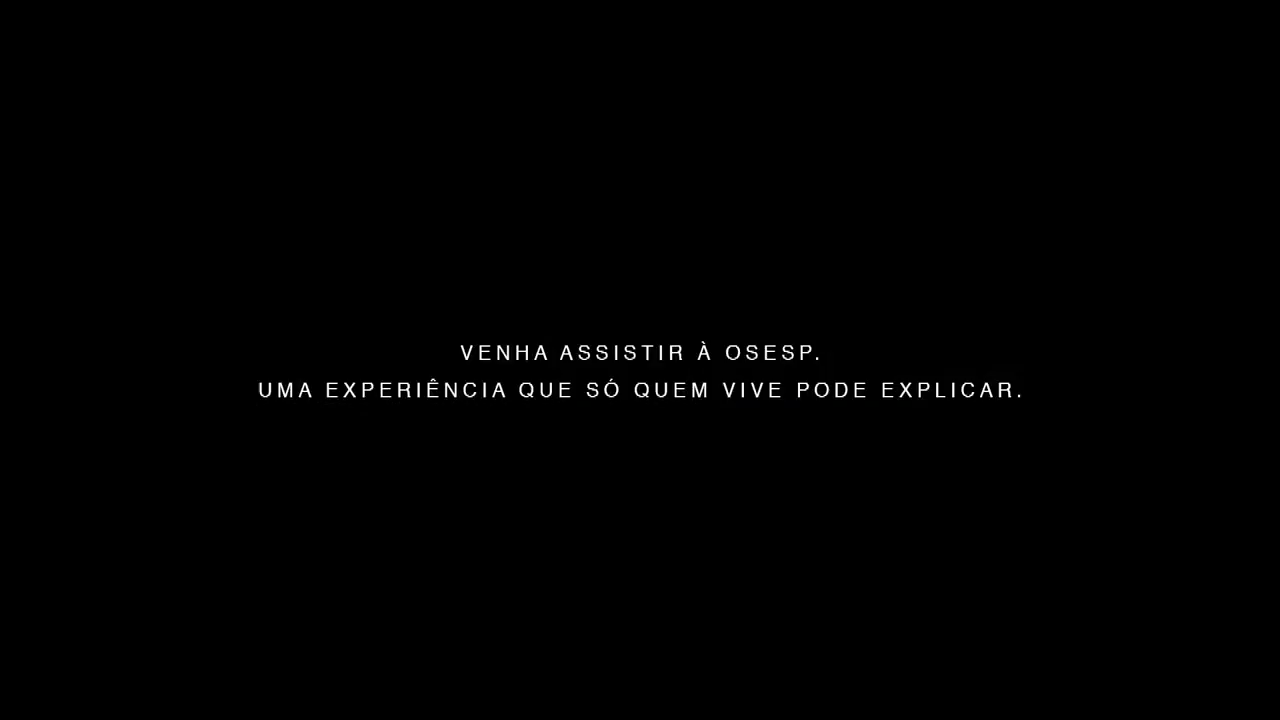 VENHA ASSISTIR À OSESP.
UMA EXPERIÊNCIA QUE SÓ QUEM VIVE PODE EXPLICAR.